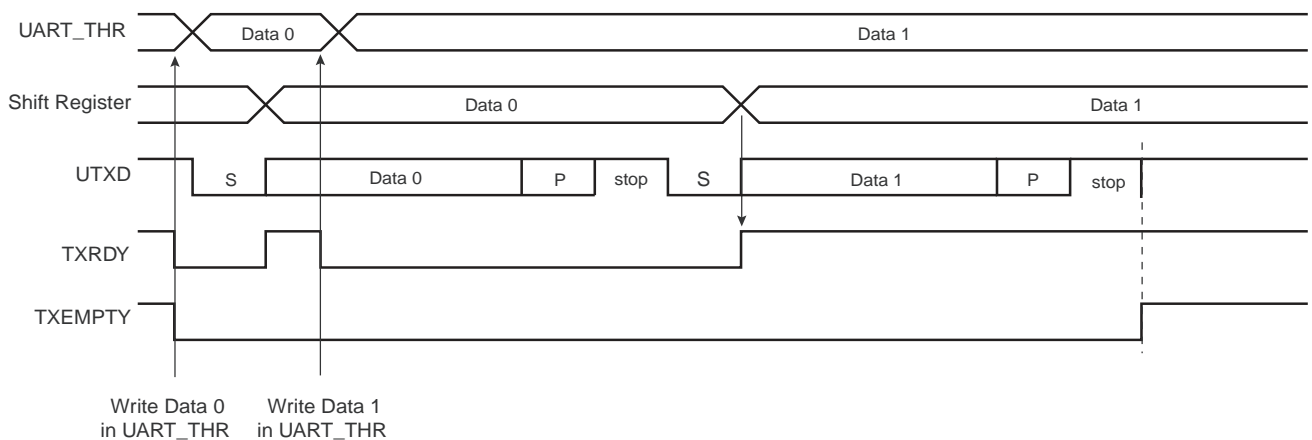 UART_THR
Data 0
Data 1
Shift Register
Data 0
Data 1
UTXD
S
Data 0
P
stop
S
Data 1
P
stop
TXRDY
TXEMPTY
Write Data 0
in UART_THR
Write Data 1
in UART_THR